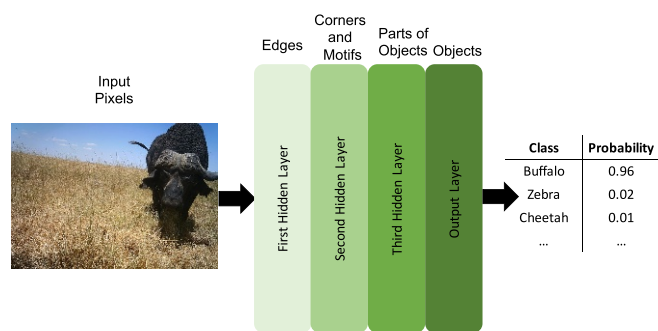 Input
Pixels
Edges
Corners
and
Motifs
Parts of
Objects
Objects
First Hidden Layer
Second Hidden Layer
Third Hidden Layer
Output Layer
Class Probability
Buffalo 0.96
Zebra 0.02
Cheetah 0.01
... ...